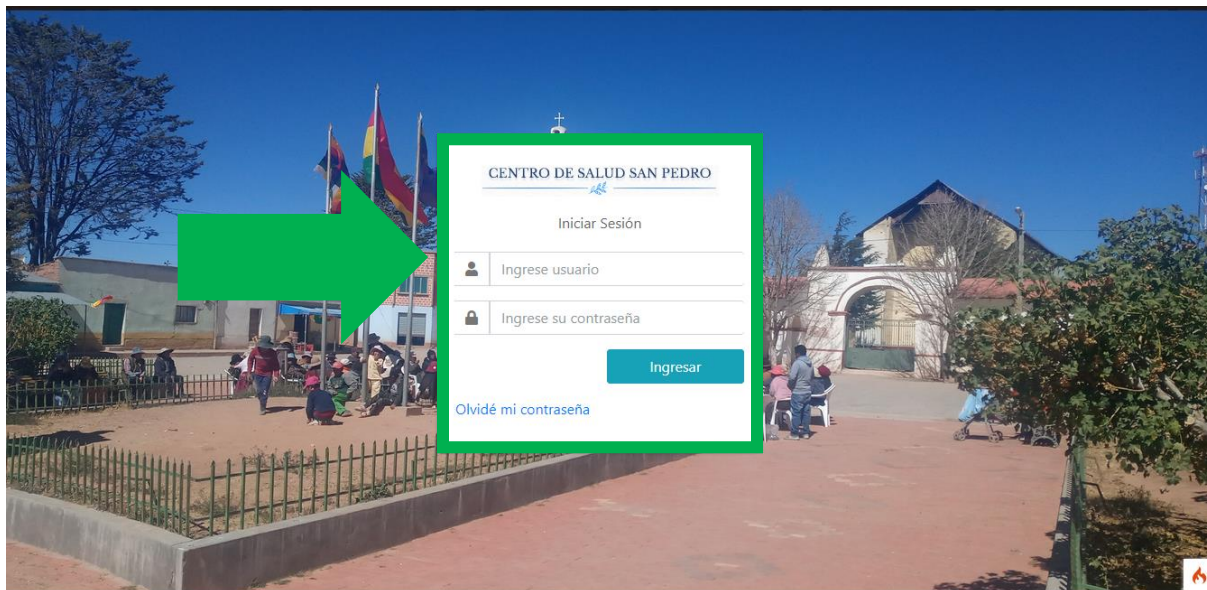 CENTRO DE SALUD SAN PEDRO
Iniciar Sesión
Ingrese usuario
Ingrese su contraseña
Ingresar
Olvidé mi contraseña